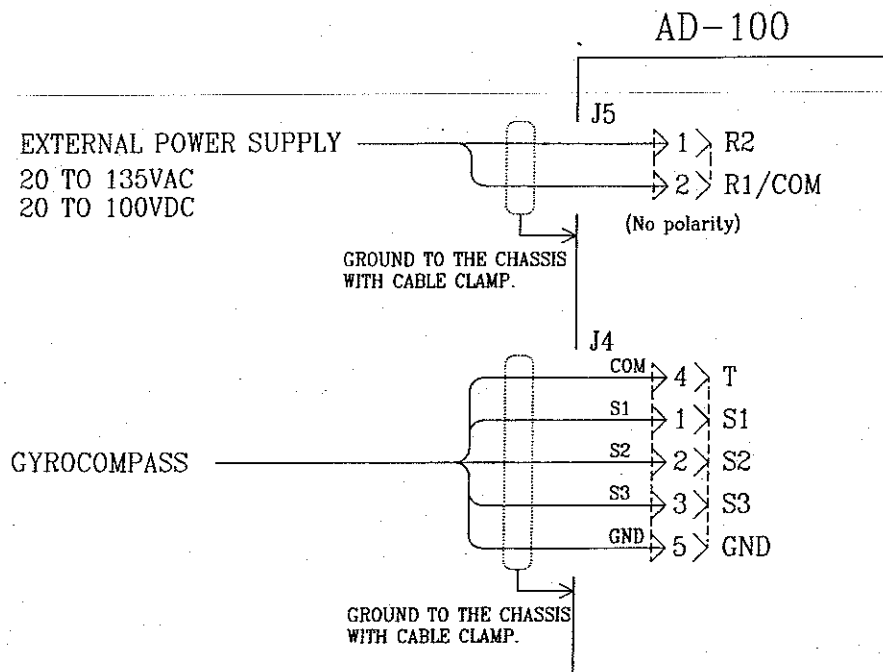 AD-100
J5
EXTERNAL POWER SUPPLY
1 R2
20 TO 135VAC
2 R1/COM
20 TO 100VDC
(No polarity)
GROUND TO THE CHASSIS
WITH CABLE CLAMP.
J4
COM 4 T
S1 1 S1
GYROCOMPASS
S2 2 S2
S3 3 S3
GND 5 GND
GROUND TO THE CHASSIS
WITH CABLE CLAMP.